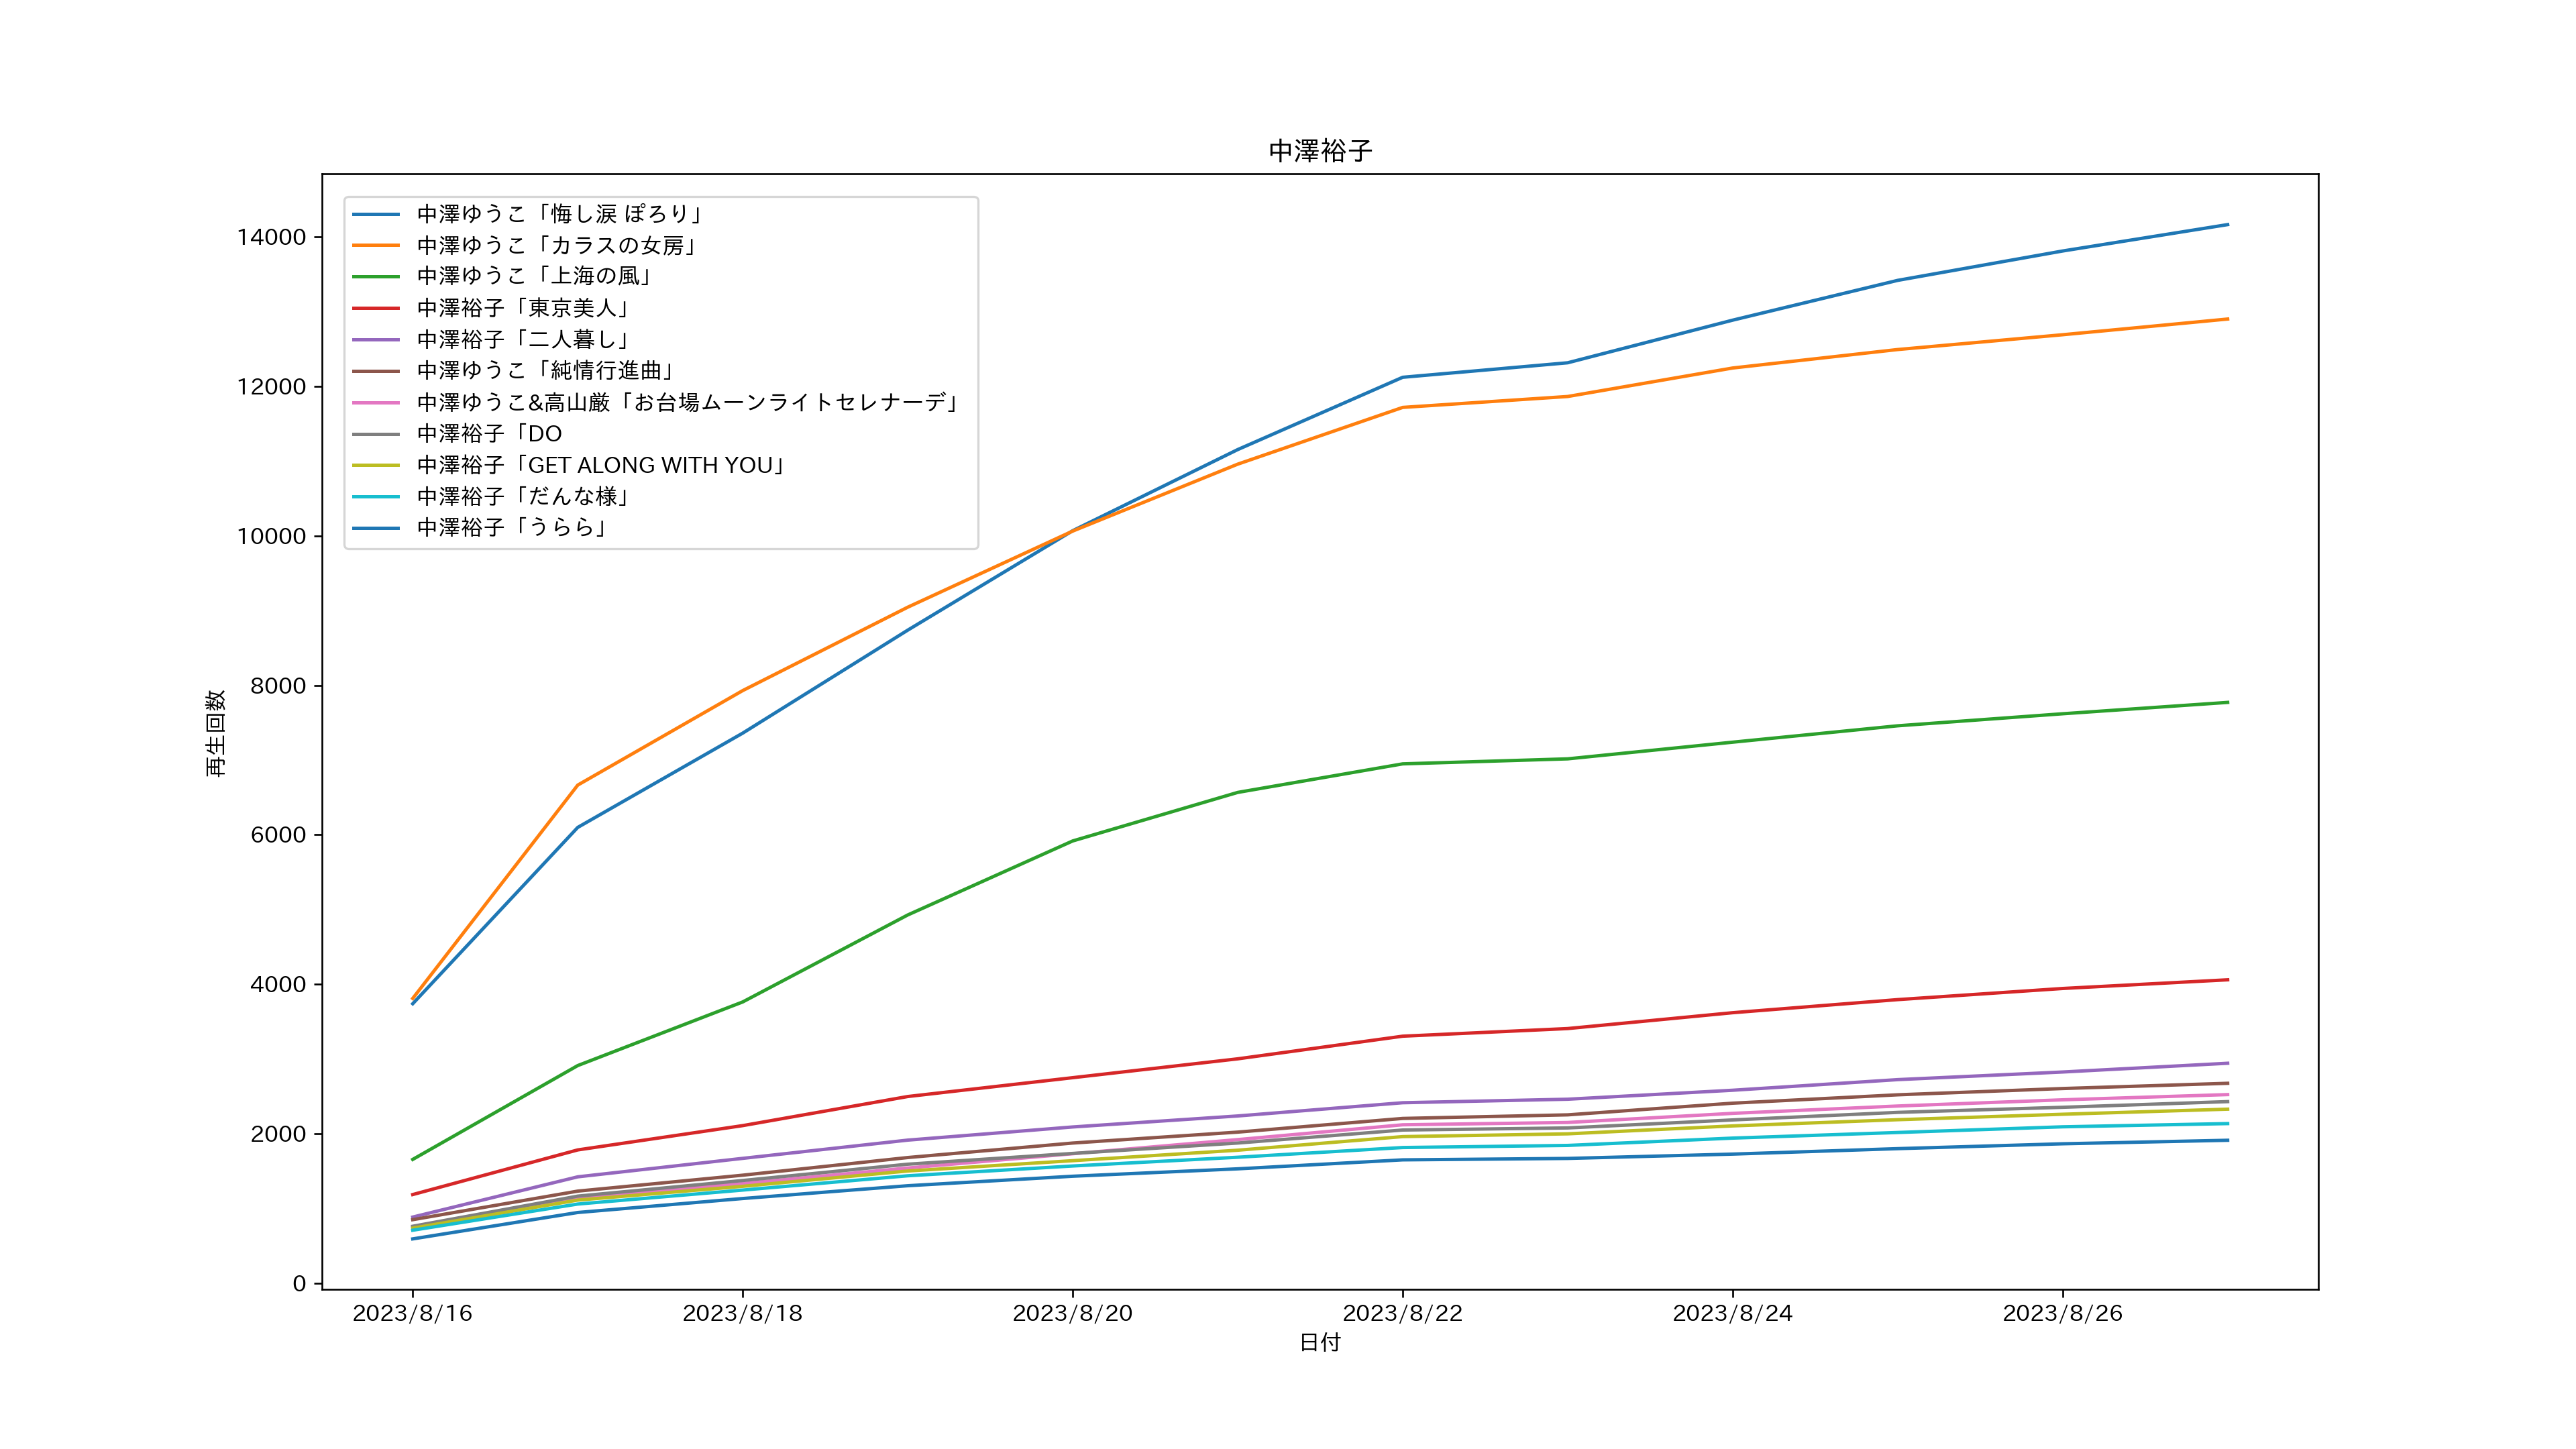 中澤裕子
中澤ゆうこ「悔し涙 ぽろり」
中澤ゆうこ「カラスの女房」
中澤ゆうこ「上海の風」
中澤裕子「東京美人」
中澤裕子「二人暮し」
中澤ゆうこ「純情行進曲」
中澤ゆうこ&高山厳「お台場ムーンライトセレナーデ」
中澤裕子「DO
中澤裕子「GET ALONG WITH YOU」
中澤裕子「だんな様」
中澤裕子「うらら」
再生回数
14000
12000
10000
8000
6000
4000
2000
0
2023/8/16 2023/8/18 2023/8/20 2023/8/22 2023/8/24 2023/8/26
日付